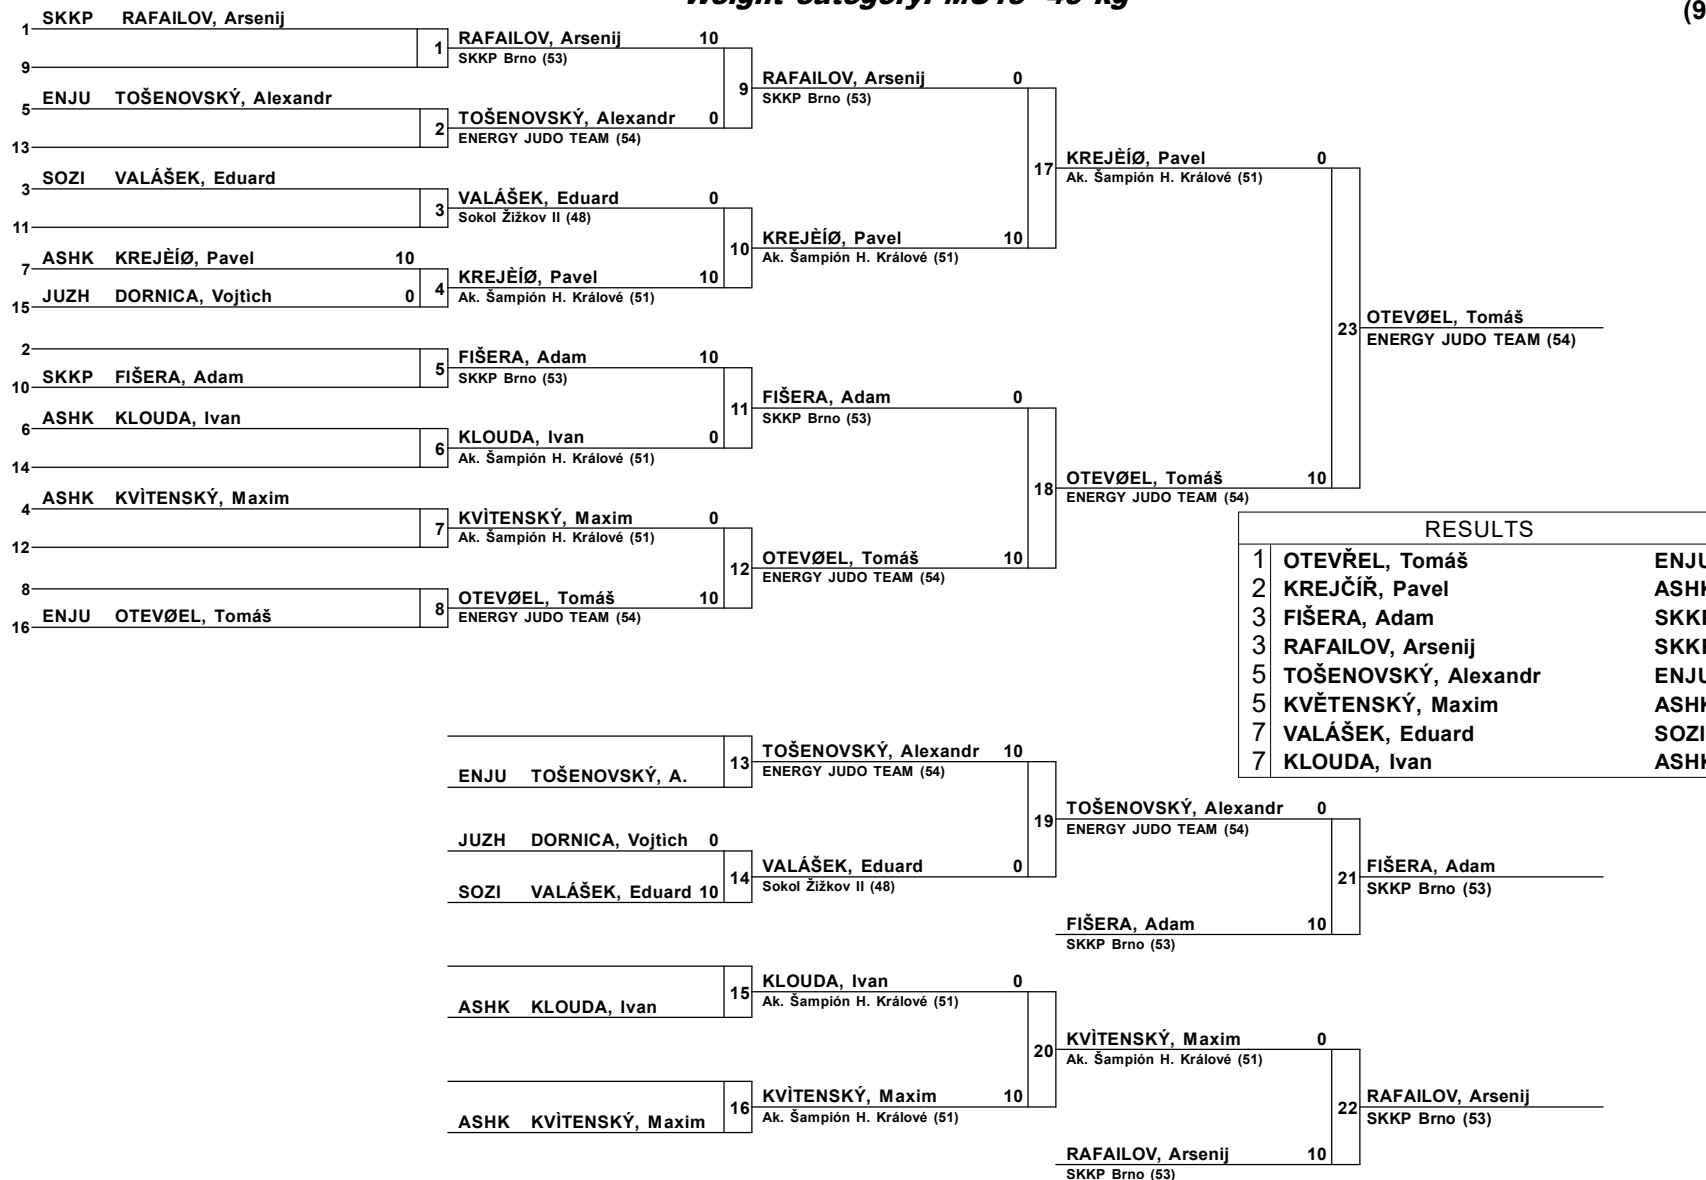 (9
1 SKKP RAFAILOV, Arsenij
9
1 RAFAILOV, Arsenij 10
SKKP Brno (53)
5 ENJU TOŠENOVSKÝ, Alexandr
13
2 TOŠENOVSKÝ, Alexandr 0
ENERGY JUDO TEAM (54)
9 RAFAILOV, Arsenij 0
SKKP Brno (53)
3 SOZI VALÁŠEK, Eduard
11
3 VALÁŠEK, Eduard 0
Sokol Žižkov II (48)
7 ASHK KREJÈÍØ, Pavel 10
15 JUZH DORNICA, Vojtìch 0
4 KREJÈÍØ, Pavel 10
Ak. Šampión H. Králové (51)
10 KREJÈÍØ, Pavel 10
Ak. Šampión H. Králové (51)
17 KREJÈÍØ, Pavel 0
Ak. Šampión H. Králové (51)
2
10 SKKP FIŠERA, Adam
5 FIŠERA, Adam 10
SKKP Brno (53)
6 ASHK KLOUDA, Ivan
14
6 KLOUDA, Ivan 0
Ak. Šampión H. Králové (51)
11 FIŠERA, Adam 0
SKKP Brno (53)
4 ASHK KVÌTENSKÝ, Maxim
12
7 KVÌTENSKÝ, Maxim 0
Ak. Šampión H. Králové (51)
8
16 ENJU OTEVØEL, Tomáš
8 OTEVØEL, Tomáš 10
ENERGY JUDO TEAM (54)
12 OTEVØEL, Tomáš 10
ENERGY JUDO TEAM (54)
18 OTEVØEL, Tomáš 10
ENERGY JUDO TEAM (54)
23 OTEVØEL, Tomáš
ENERGY JUDO TEAM (54)
RESULTS
1 OTEVŘEL, Tomáš ENJU
2 KREJČÍŘ, Pavel ASHK
3 FIŠERA, Adam SKKP
3 RAFAILOV, Arsenij SKKP
5 TOŠENOVSKÝ, Alexandr ENJU
5 KVĚTENSKÝ, Maxim ASHK
7 VALÁŠEK, Eduard SOZI
7 KLOUDA, Ivan ASHK
ENJU TOŠENOVSKÝ, A.
13 TOŠENOVSKÝ, Alexandr 10
ENERGY JUDO TEAM (54)
JUZH DORNICA, Vojtìch 0
SOZI VALÁŠEK, Eduard 10
14 VALÁŠEK, Eduard 0
Sokol Žižkov II (48)
19 TOŠENOVSKÝ, Alexandr 0
ENERGY JUDO TEAM (54)
FIŠERA, Adam 10
SKKP Brno (53)
21 FIŠERA, Adam
SKKP Brno (53)
ASHK KLOUDA, Ivan
15 KLOUDA, Ivan 0
Ak. Šampión H. Králové (51)
ASHK KVÌTENSKÝ, Maxim
16 KVÌTENSKÝ, Maxim 10
Ak. Šampión H. Králové (51)
20 KVÌTENSKÝ, Maxim 0
Ak. Šampión H. Králové (51)
RAFAILOV, Arsenij 10
SKKP Brno (53)
22 RAFAILOV, Arsenij
SKKP Brno (53)